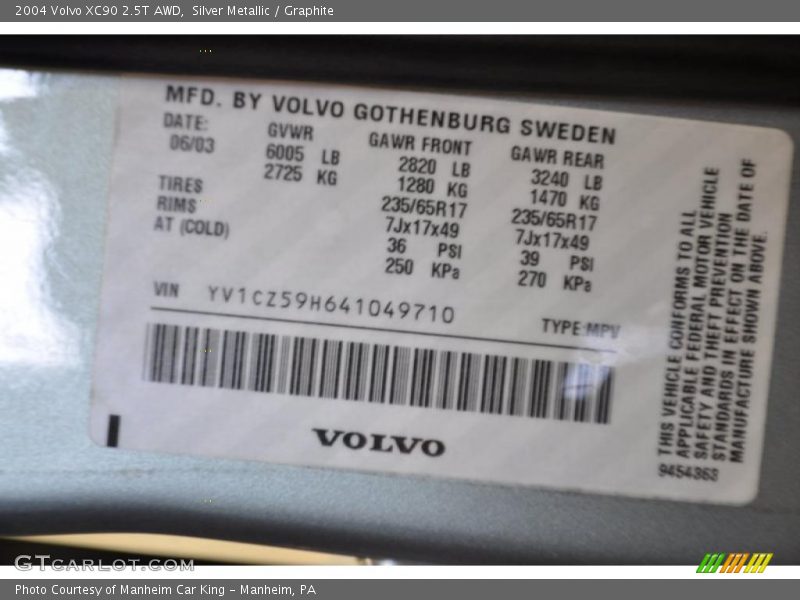 2004 Volvo XC90 2.5T AWD, Silver Metallic / Graphite
MFD. BY VOLVO GOTHENBURG SWEDEN
DATE: GVWR GAWR FRONT GAWR REAR
06/03 6005 LB 2820 LB 3240 LB
2725 KG 1280 KG 1470 KG
TIRES 235/65R17 235/65R17
RIMS 7Jx17x49 7Jx17x49
AT (COLD) 36 PSI 39 PSI
250 KPa 270 KPa
VIN YV1CZ59H641049710
TYPE:MPV
VOLVO
THIS VEHICLE CONFORMS TO ALL
APPLICABLE FEDERAL MOTOR VEHICLE
SAFETY AND THEFT PREVENTION
STANDARDS IN EFFECT ON THE DATE OF
MANUFACTURE SHOWN ABOVE.
9454363
GTCarLot.com
Photo Courtesy of Manheim Car King - Manheim, PA